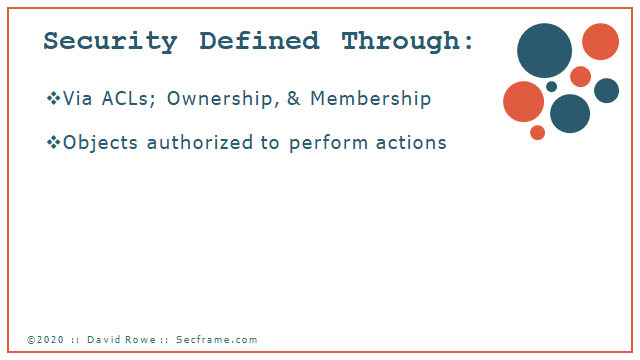 Security Defined Through:
❖Via ACLs; Ownership, & Membership
❖Objects authorized to perform actions
©2020 :: David Rowe :: Secframe.com